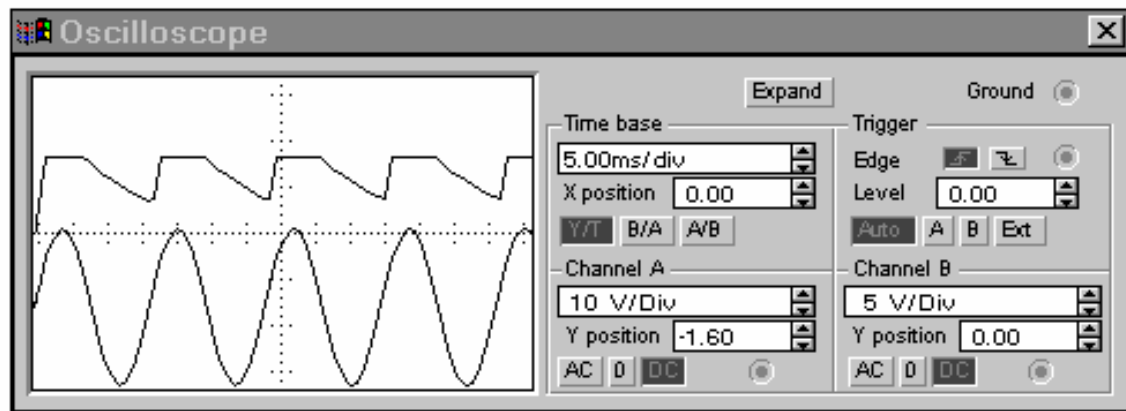 Oscilloscope
Expand Ground
Time base
5.00ms/div
X position 0.00
Y/T B/A A/B
Trigger
Edge
Level 0.00
Auto A B Ext
Channel A
10 V/Div
Y position -1.60
AC 0 DC
Channel B
5 V/Div
Y position 0.00
AC 0 DC